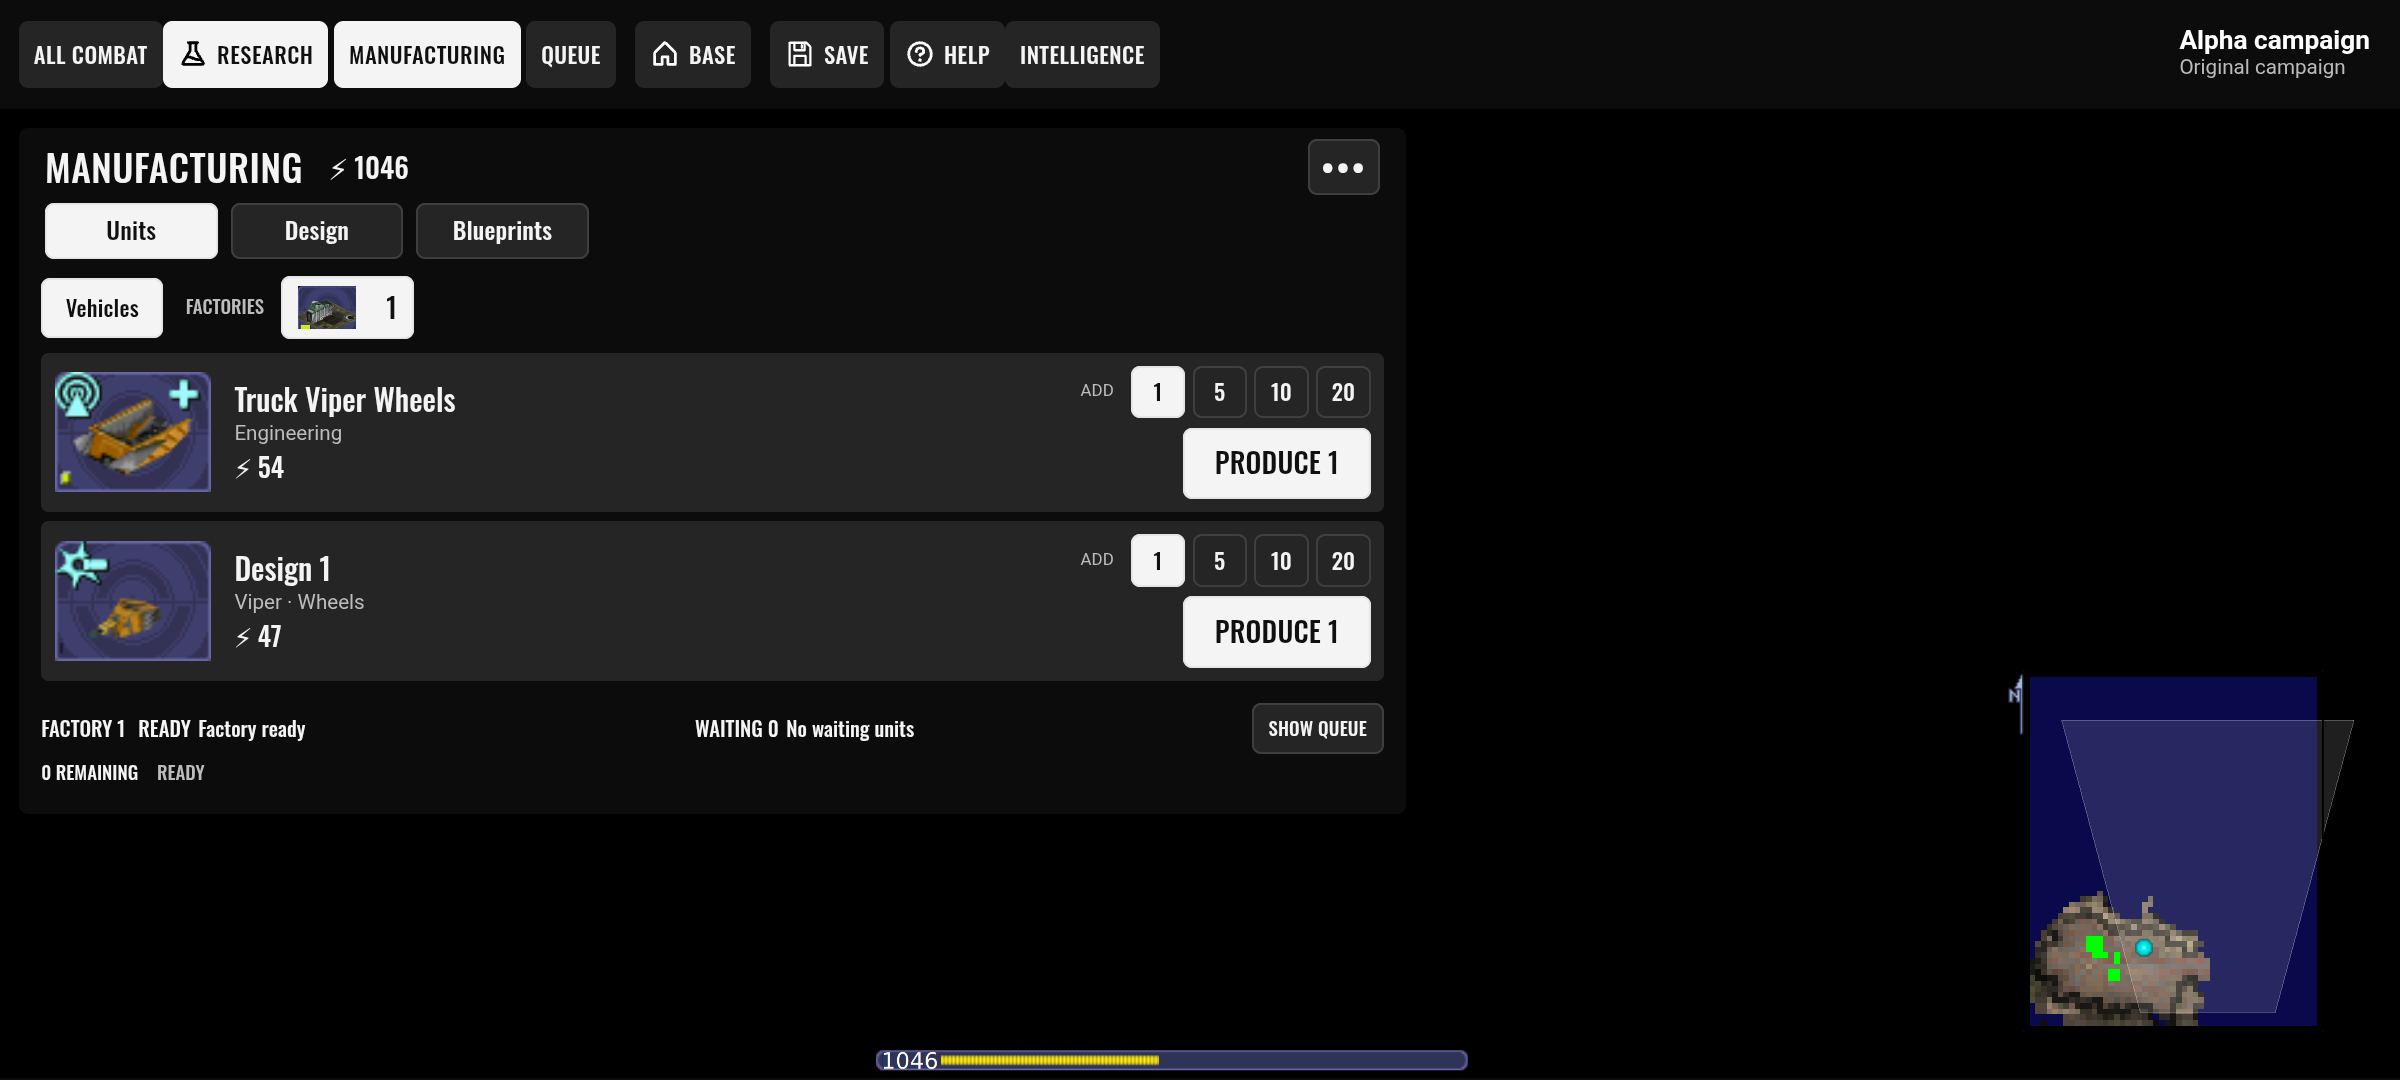 ALL COMBAT RESEARCH MANUFACTURING QUEUE BASE SAVE HELP INTELLIGENCE
Alpha campaign
Original campaign
MANUFACTURING ⚡ 1046
Units Design Blueprints
Vehicles FACTORIES 1
Truck Viper Wheels
Engineering
⚡ 54
ADD 1 5 10 20
PRODUCE 1
Design 1
Viper · Wheels
⚡ 47
ADD 1 5 10 20
PRODUCE 1
FACTORY 1 READY Factory ready WAITING 0 No waiting units SHOW QUEUE
0 REMAINING READY
N
1046